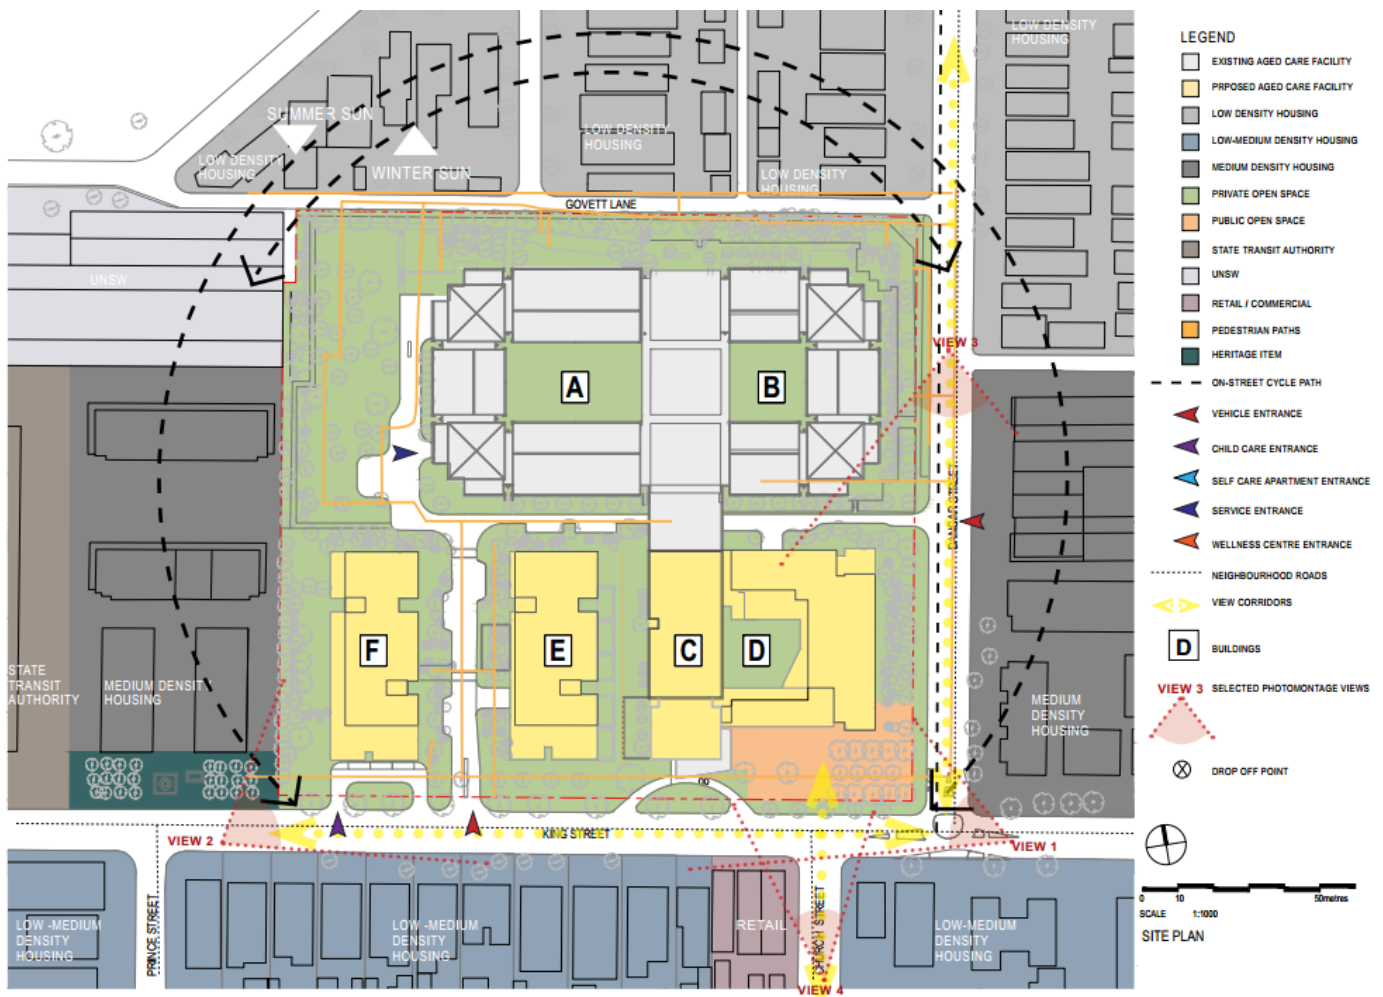 LOW DENSITY
HOUSING
SUMMER SUN
LOW DENSITY
HOUSING
WINTER SUN
LOW DENSITY
HOUSING
LOW DENSITY
HOUSING
GOVETT LANE
UNSW
VIEW 3
A
B
DANGAR STREET
F
E
C
D
STATE
TRANSIT
AUTHORITY
MEDIUM DENSITY
HOUSING
MEDIUM
DENSITY
HOUSING
KING STREET
VIEW 2
VIEW 1
PRINCE STREET
CHURCH STREET
LOW -MEDIUM
DENSITY
HOUSING
LOW -MEDIUM
DENSITY
HOUSING
RETAIL
LOW-MEDIUM
DENSITY
HOUSING
VIEW 4
LEGEND
EXISTING AGED CARE FACILITY
PRPOSED AGED CARE FACILITY
LOW DENSITY HOUSING
LOW-MEDIUM DENSITY HOUSING
MEDIUM DENSITY HOUSING
PRIVATE OPEN SPACE
PUBLIC OPEN SPACE
STATE TRANSIT AUTHORITY
UNSW
RETAIL / COMMERCIAL
PEDESTRIAN PATHS
HERITAGE ITEM
ON-STREET CYCLE PATH
VEHICLE ENTRANCE
CHILD CARE ENTRANCE
SELF CARE APARTMENT ENTRANCE
SERVICE ENTRANCE
WELLNESS CENTRE ENTRANCE
NEIGHBOURHOOD ROADS
VIEW CORRIDORS
D BUILDINGS
VIEW 3 SELECTED PHOTOMONTAGE VIEWS
DROP OFF POINT
0 10 50metres
SCALE 1:1000
SITE PLAN